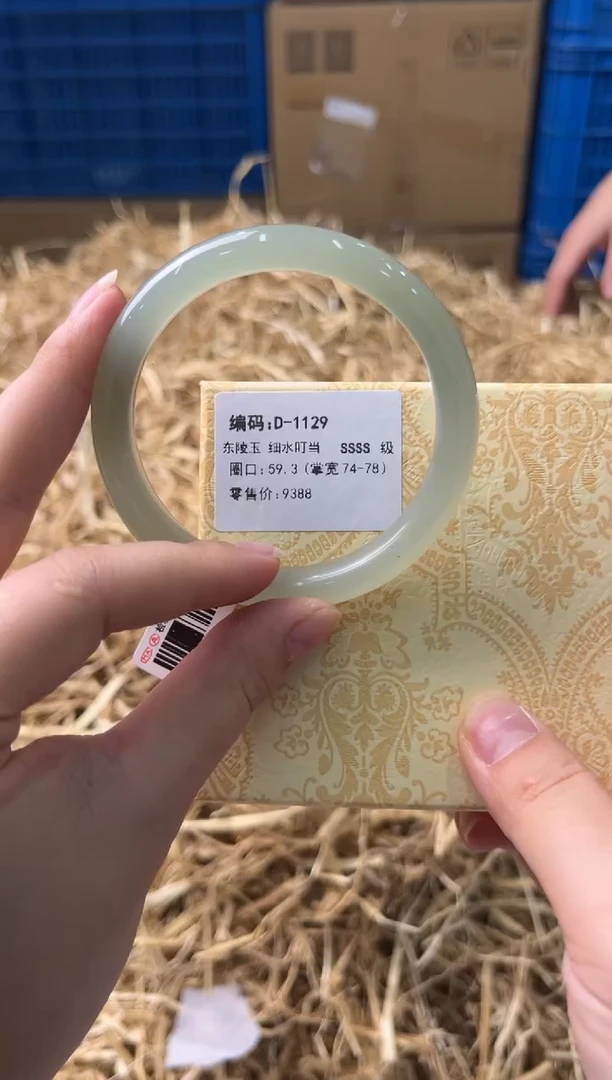 编码:D-1129
东陵玉 细水叮当 SSSS 级
圈口:59.3(掌宽74-78)
零售价:9388